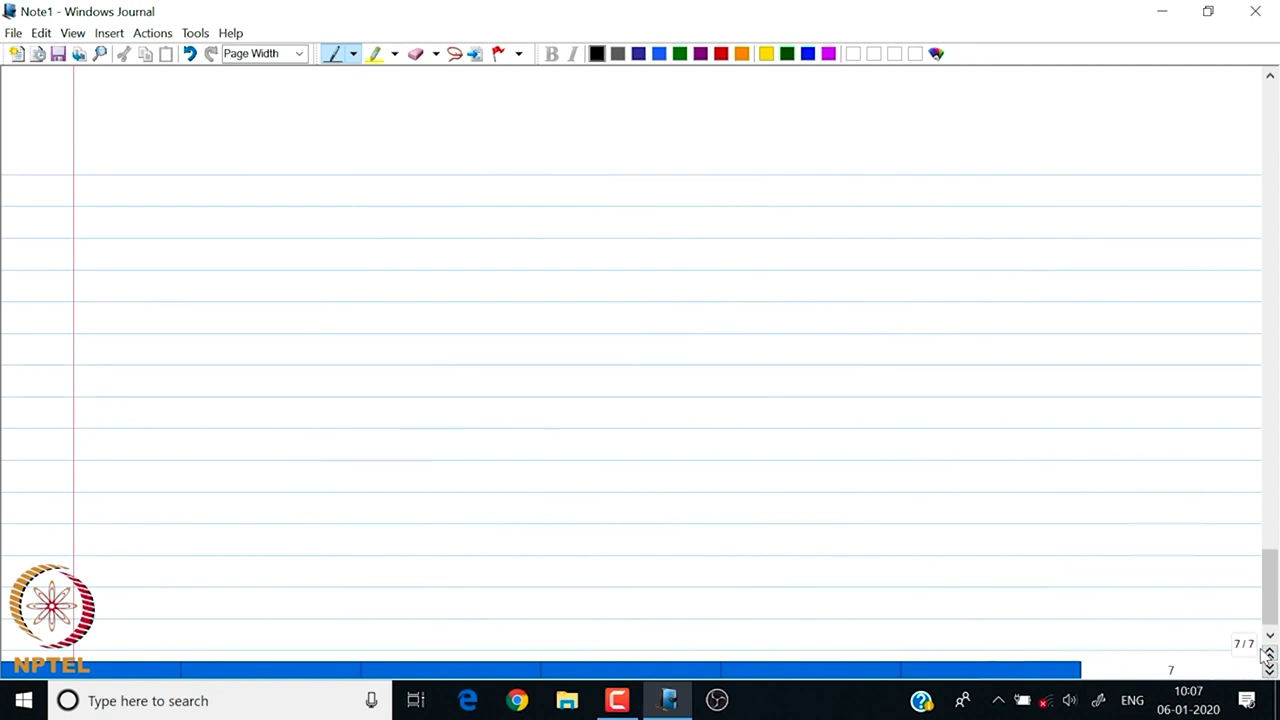 Note1 - Windows Journal
File Edit View Insert Actions Tools Help
Page Width B I
7 / 7
NPTEL
7
Type here to search
ENG
10:07
06-01-2020